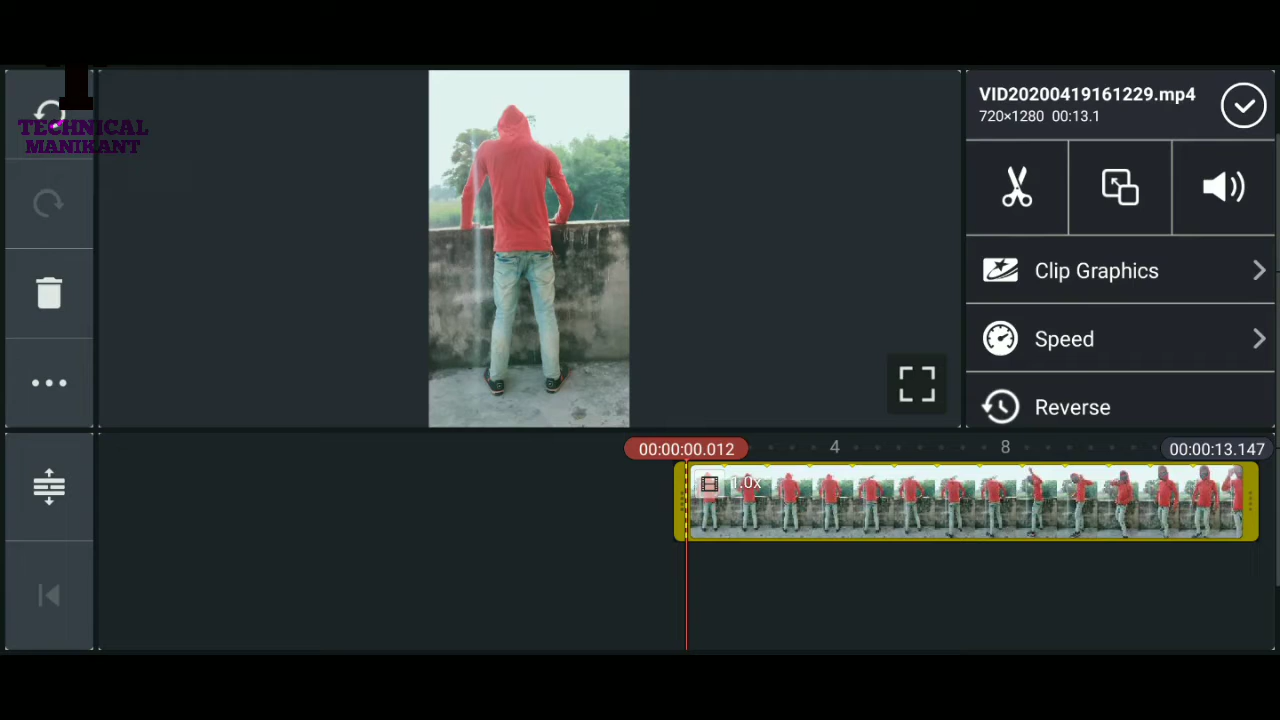 TECHNICAL
MANIKANT
VID20200419161229.mp4
720×1280 00:13.1
Clip Graphics
Speed
Reverse
00:00:00.012
4
8
00:00:13.147
1.0x